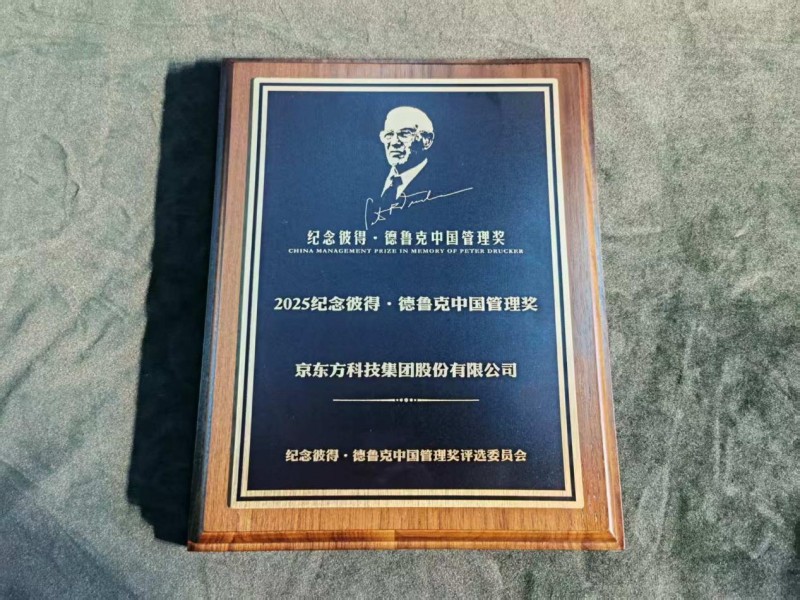 Peter F. Drucker
纪念彼得·德鲁克中国管理奖
CHINA MANAGEMENT PRIZE IN MEMORY OF PETER DRUCKER
2025纪念彼得·德鲁克中国管理奖
京东方科技集团股份有限公司
纪念彼得·德鲁克中国管理奖评选委员会